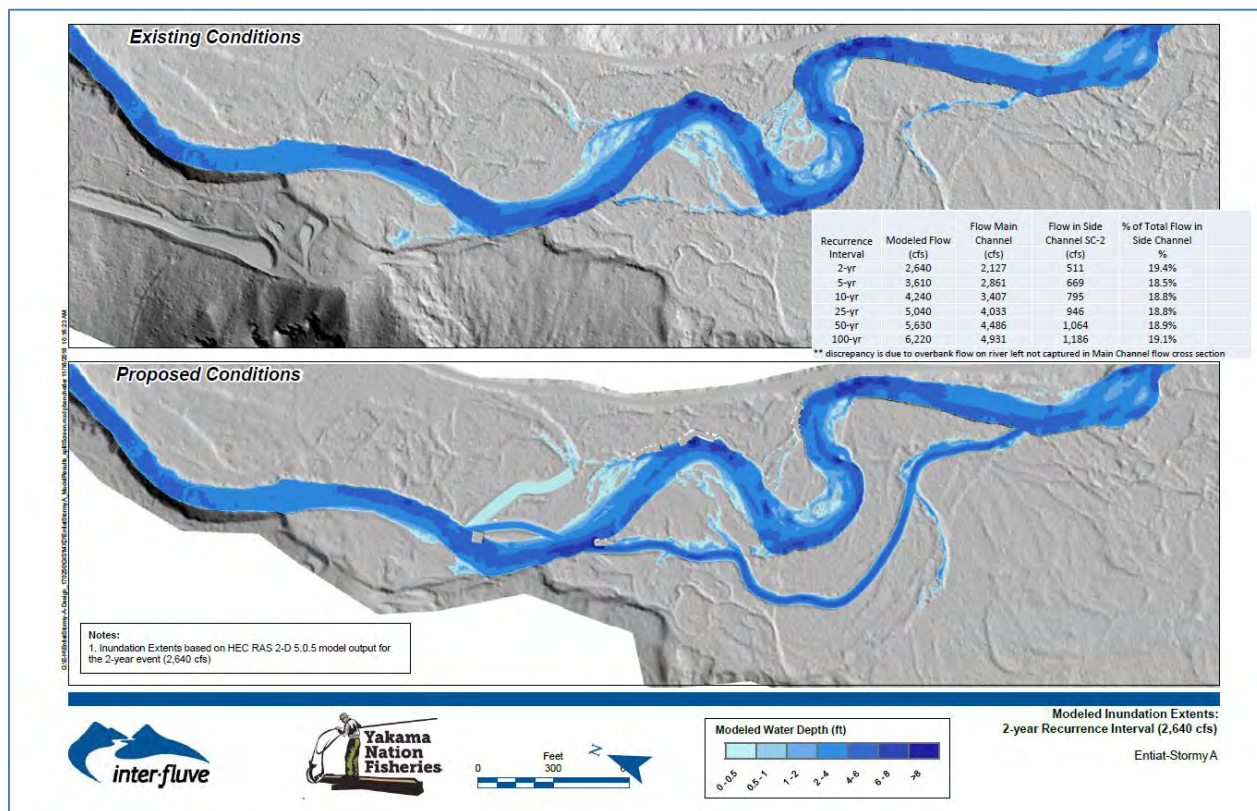 Existing Conditions
Recurrence Interval Modeled Flow (cfs) Flow Main Channel (cfs) Flow in Side Channel SC-2 (cfs) % of Total Flow in Side Channel %
2-yr 2,640 2,127 511 19.4%
5-yr 3,610 2,861 669 18.5%
10-yr 4,240 3,407 795 18.8%
25-yr 5,040 4,033 946 18.8%
50-yr 5,630 4,486 1,064 18.9%
100-yr 6,220 4,931 1,186 19.1%
** discrepancy is due to overbank flow on river left not captured in Main Channel flow cross section
Proposed Conditions
Notes:
1. Inundation Extents based on HEC RAS 2-D 5.0.5 model output for
the 2-year event (2,640 cfs)
inter-fluve
Yakama
Nation
Fisheries
Feet
0 300
N
Modeled Water Depth (ft)
0 - 0.5 0.5 - 1 1 - 2 2 - 4 4-6 6 - 8 >8
Modeled Inundation Extents:
2-year Recurrence Interval (2,640 cfs)
Entiat-Stormy A